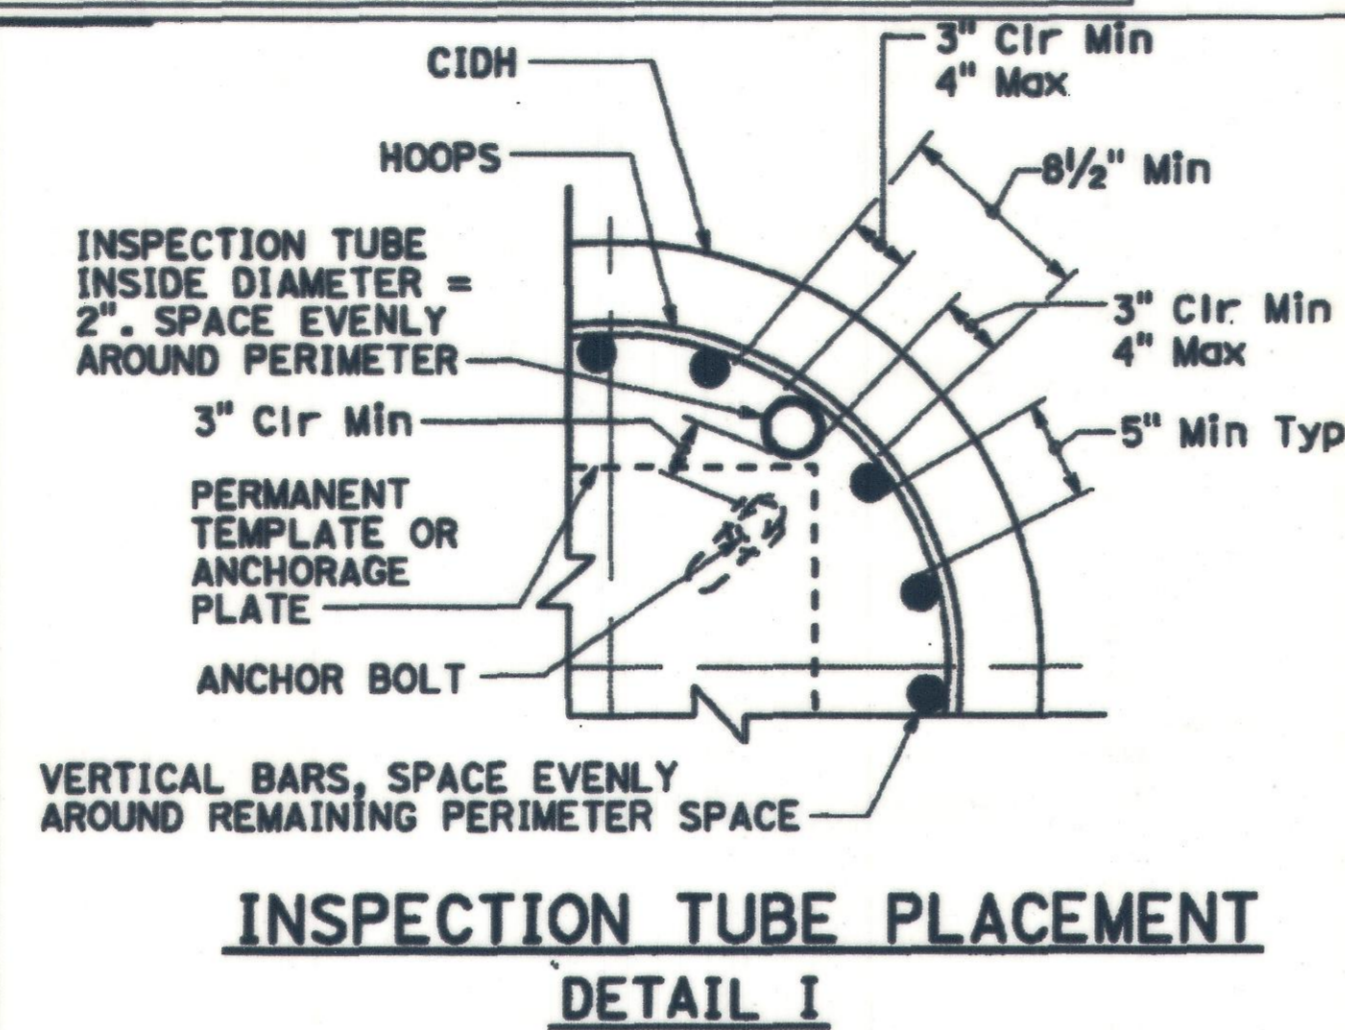 CIDH
HOOPS
INSPECTION TUBE
INSIDE DIAMETER =
2". SPACE EVENLY
AROUND PERIMETER
3" Clr Min
PERMANENT
TEMPLATE OR
ANCHORAGE
PLATE
ANCHOR BOLT
VERTICAL BARS, SPACE EVENLY
AROUND REMAINING PERIMETER SPACE
3" Clr Min
4" Max
8½" Min
3" Clr Min
4" Max
5" Min Typ
INSPECTION TUBE PLACEMENT
DETAIL I